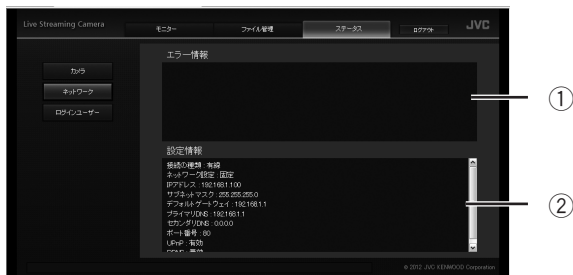 Live Streaming Camera
モニター ファイル管理 ステータス ログアウト JVC
カメラ
ネットワーク
ログインユーザー
エラー情報
①
設定情報
接続の種類 : 有線
ネットワーク設定 : 固定
IPアドレス : 192.168.1.100
サブネットマスク : 255.255.255.0
デフォルトゲートウェイ : 192.168.1.1
プライマリDNS : 192.168.1.1
セカンダリDNS : 0.0.0.0
ポート番号 : 80
UPnP : 有効
②
© 2012 JVC KENWOOD Corporation